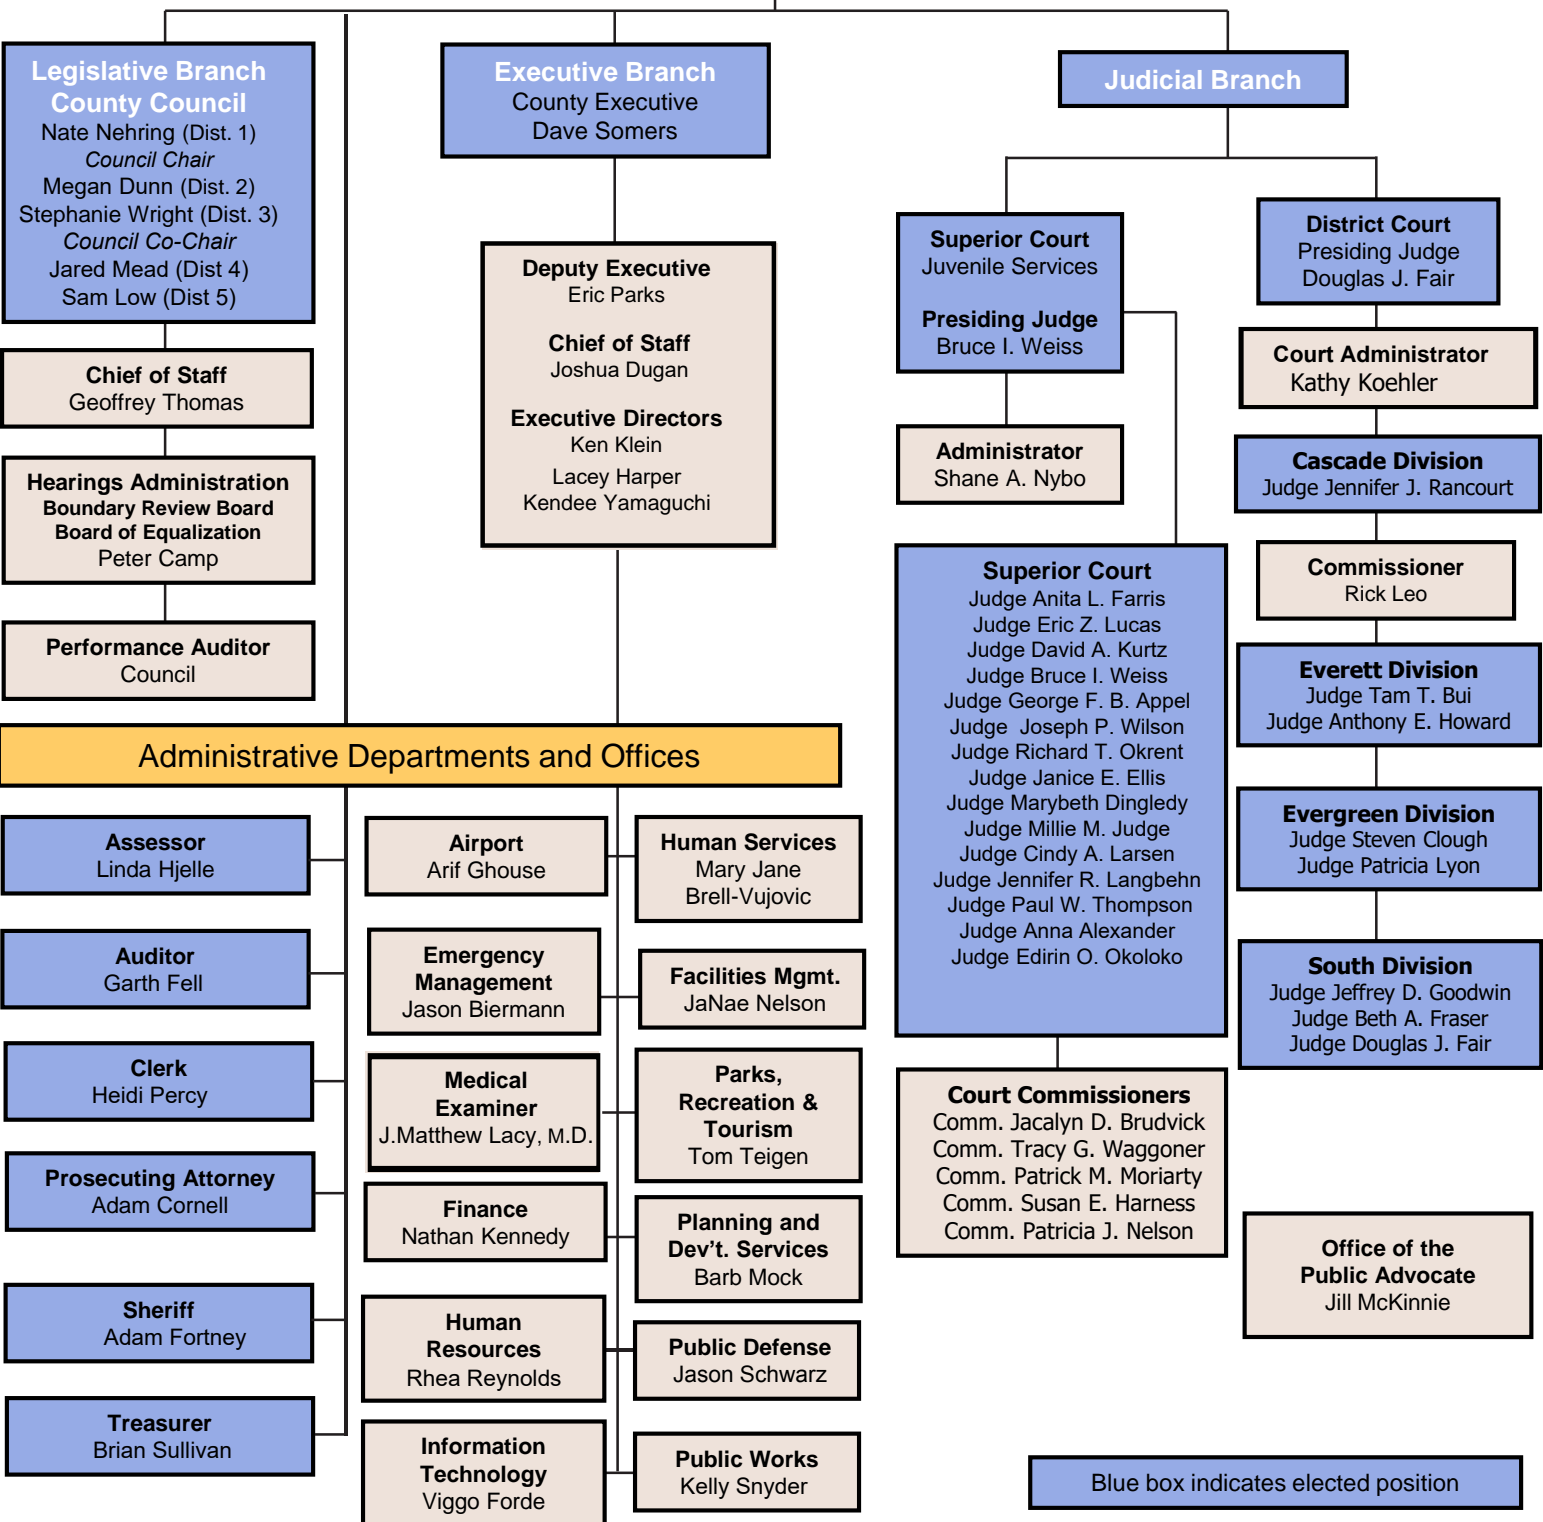 Legislative Branch
County Council
Nate Nehring (Dist. 1)
Council Chair
Megan Dunn (Dist. 2)
Stephanie Wright (Dist. 3)
Council Co-Chair
Jared Mead (Dist 4)
Sam Low (Dist 5)
Chief of Staff
Geoffrey Thomas
Hearings Administration
Boundary Review Board
Board of Equalization
Peter Camp
Performance Auditor
Council
Executive Branch
County Executive
Dave Somers
Deputy Executive
Eric Parks
Chief of Staff
Joshua Dugan
Executive Directors
Ken Klein
Lacey Harper
Kendee Yamaguchi
Judicial Branch
Superior Court
Juvenile Services
Presiding Judge
Bruce I. Weiss
Administrator
Shane A. Nybo
Superior Court
Judge Anita L. Farris
Judge Eric Z. Lucas
Judge David A. Kurtz
Judge Bruce I. Weiss
Judge George F. B. Appel
Judge Joseph P. Wilson
Judge Richard T. Okrent
Judge Janice E. Ellis
Judge Marybeth Dingledy
Judge Millie M. Judge
Judge Cindy A. Larsen
Judge Jennifer R. Langbehn
Judge Paul W. Thompson
Judge Anna Alexander
Judge Edirin O. Okoloko
Court Commissioners
Comm. Jacalyn D. Brudvick
Comm. Tracy G. Waggoner
Comm. Patrick M. Moriarty
Comm. Susan E. Harness
Comm. Patricia J. Nelson
District Court
Presiding Judge
Douglas J. Fair
Court Administrator
Kathy Koehler
Cascade Division
Judge Jennifer J. Rancourt
Commissioner
Rick Leo
Everett Division
Judge Tam T. Bui
Judge Anthony E. Howard
Evergreen Division
Judge Steven Clough
Judge Patricia Lyon
South Division
Judge Jeffrey D. Goodwin
Judge Beth A. Fraser
Judge Douglas J. Fair
Office of the
Public Advocate
Jill McKinnie
Administrative Departments and Offices
Assessor
Linda Hjelle
Auditor
Garth Fell
Clerk
Heidi Percy
Prosecuting Attorney
Adam Cornell
Sheriff
Adam Fortney
Treasurer
Brian Sullivan
Airport
Arif Ghouse
Emergency
Management
Jason Biermann
Medical
Examiner
J.Matthew Lacy, M.D.
Finance
Nathan Kennedy
Human
Resources
Rhea Reynolds
Information
Technology
Viggo Forde
Human Services
Mary Jane
Brell-Vujovic
Facilities Mgmt.
JaNae Nelson
Parks,
Recreation &
Tourism
Tom Teigen
Planning and
Dev't. Services
Barb Mock
Public Defense
Jason Schwarz
Public Works
Kelly Snyder
Blue box indicates elected position